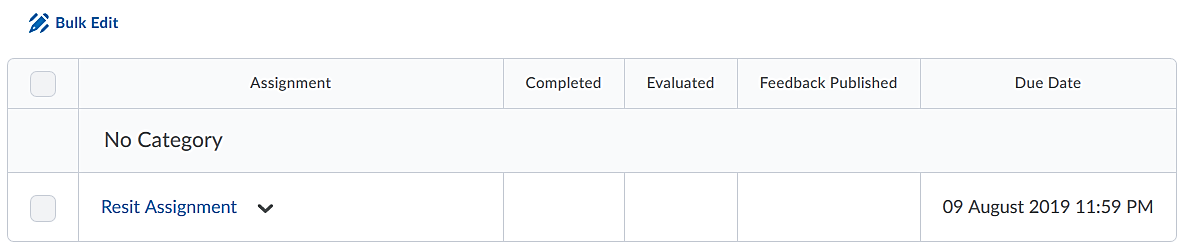 Bulk Edit
Assignment Completed Evaluated Feedback Published Due Date
No Category
Resit Assignment 09 August 2019 11:59 PM